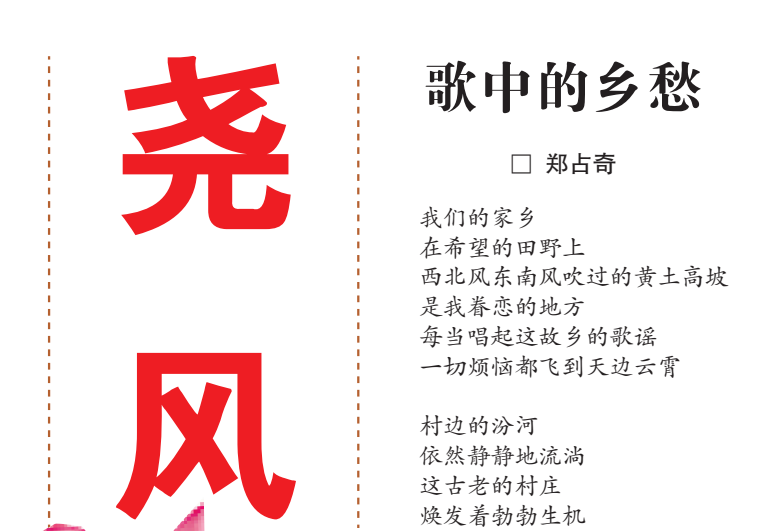 尧
风
歌中的乡愁
□ 郑占奇
我们的家乡
在希望的田野上
西北风东南风吹过的黄土高坡
是我眷恋的地方
每当唱起这故乡的歌谣
一切烦恼都飞到天边云霄
村边的汾河
依然静静地流淌
这古老的村庄
焕发着勃勃生机